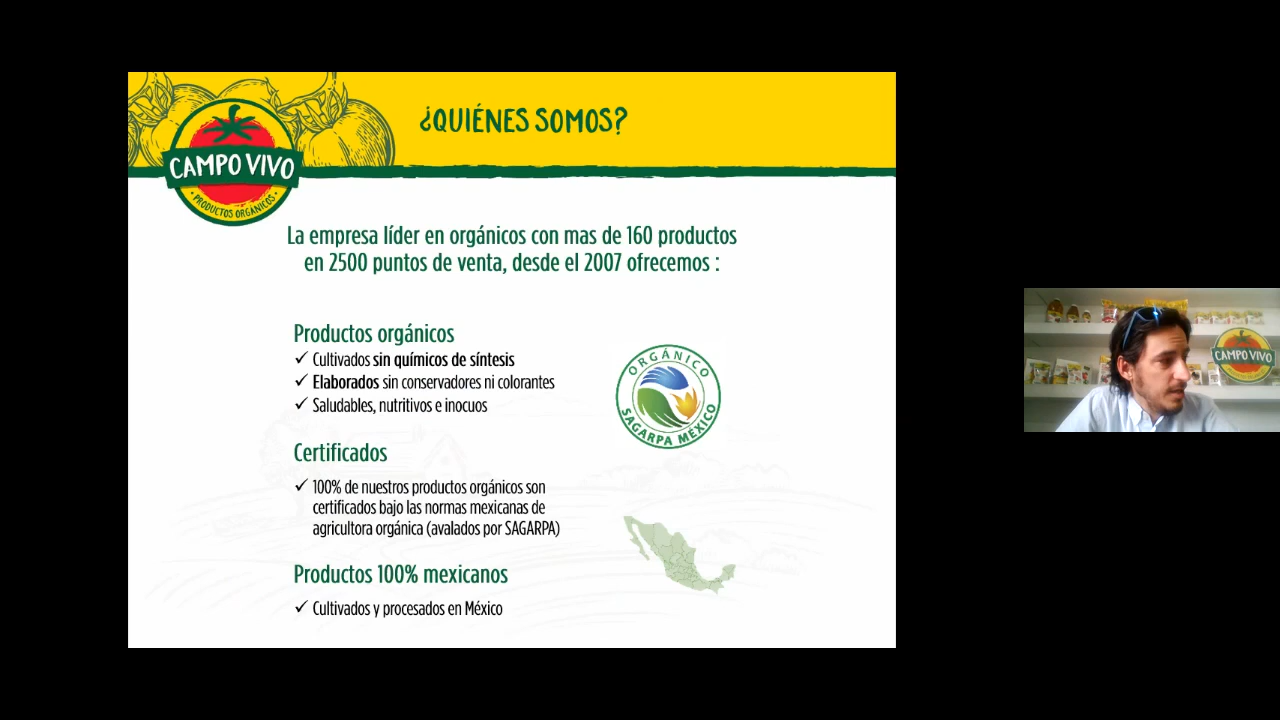 ¿QUIÉNES SOMOS?
CAMPO VIVO
PRODUCTOS ORGÁNICOS
La empresa líder en orgánicos con mas de 160 productos
en 2500 puntos de venta, desde el 2007 ofrecemos :
Productos orgánicos
✓ Cultivados sin químicos de síntesis
✓ Elaborados sin conservadores ni colorantes
✓ Saludables, nutritivos e inocuos
ORGÁNICO
SAGARPA MÉXICO
Certificados
✓ 100% de nuestros productos orgánicos son
certificados bajo las normas mexicanas de
agricultora orgánica (avalados por SAGARPA)
Productos 100% mexicanos
✓ Cultivados y procesados en México
CAMPO VIVO